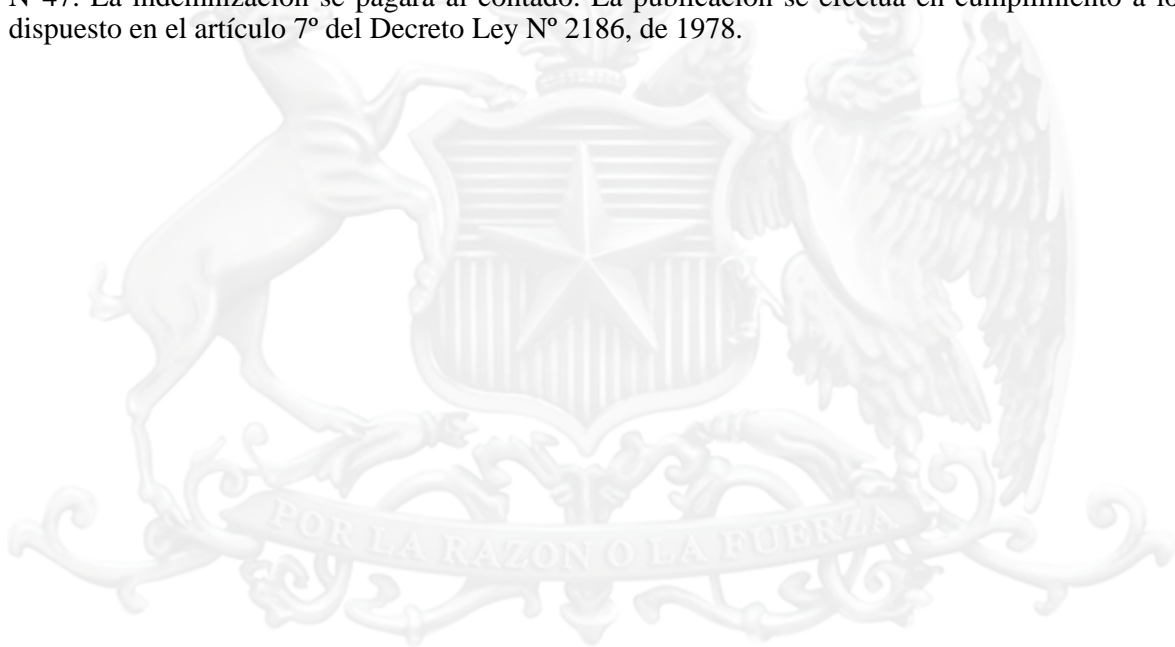 Nº47. La indemnización se pagará al contado. La publicación se efectúa en cumplimiento a lo
dispuesto en el artículo 7º del Decreto Ley Nº 2186, de 1978.
POR LA RAZON O LA FUERZA